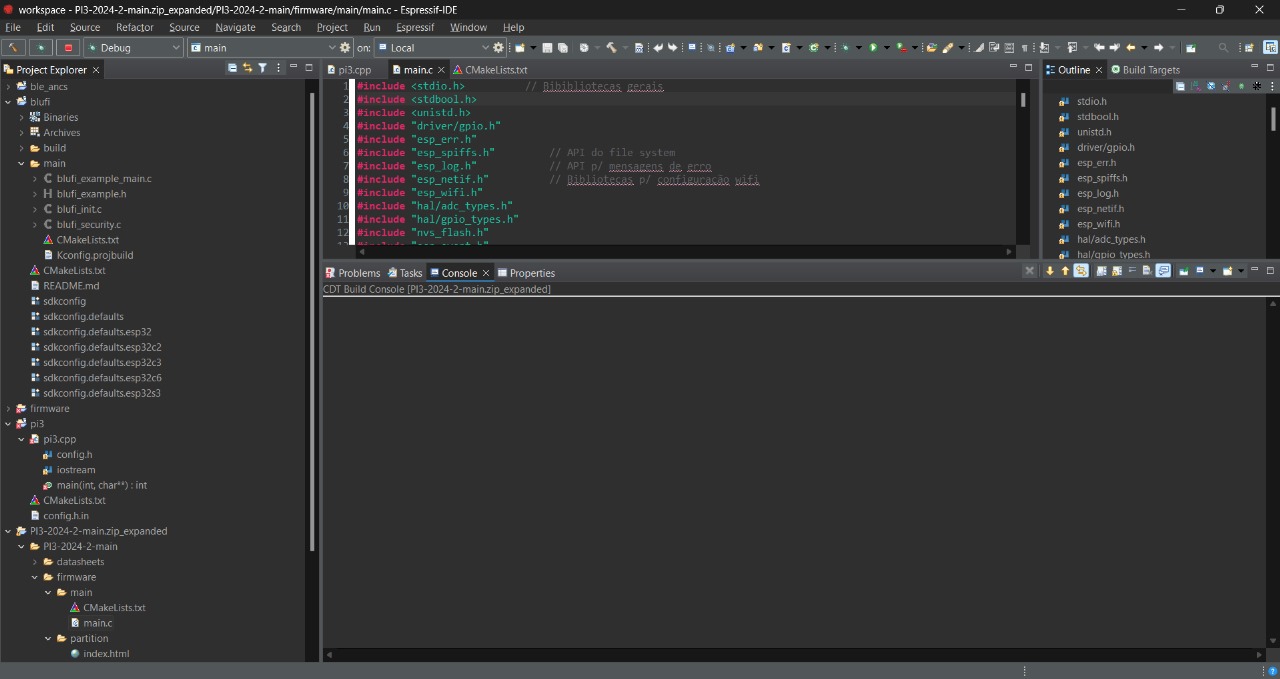 workspace - PI3-2024-2-main.zip_expanded/PI3-2024-2-main/firmware/main/main.c - Espressif-IDE
File Edit Source Refactor Source Navigate Search Project Run Espressif Window Help
Debug main on: Local
Project Explorer
ble_ancs
blufi
Binaries
Archives
build
main
blufi_example_main.c
blufi_example.h
blufi_init.c
blufi_security.c
CMakeLists.txt
Kconfig.projbuild
CMakeLists.txt
README.md
sdkconfig
sdkconfig.defaults
sdkconfig.defaults.esp32
sdkconfig.defaults.esp32c2
sdkconfig.defaults.esp32c3
sdkconfig.defaults.esp32c6
sdkconfig.defaults.esp32s3
firmware
pi3
pi3.cpp
config.h
iostream
main(int, char**) : int
CMakeLists.txt
config.h.in
PI3-2024-2-main.zip_expanded
PI3-2024-2-main
datasheets
firmware
main
CMakeLists.txt
main.c
partition
index.html
pi3.cpp main.c CMakeLists.txt
1 #include <stdio.h> // Bibibliotecas gerais
2 #include <stdbool.h>
3 #include <unistd.h>
4 #include "driver/gpio.h"
5 #include "esp_err.h"
6 #include "esp_spiffs.h" // API do file system
7 #include "esp_log.h" // API p/ mensagens de erro
8 #include "esp_netif.h" // Bibliotecas p/ configuração wifi
9 #include "esp_wifi.h"
10 #include "hal/adc_types.h"
11 #include "hal/gpio_types.h"
12 #include "nvs_flash.h"
Outline Build Targets
stdio.h
stdbool.h
unistd.h
driver/gpio.h
esp_err.h
esp_spiffs.h
esp_log.h
esp_netif.h
esp_wifi.h
hal/adc_types.h
hal/gpio_types.h
Problems Tasks Console Properties
CDT Build Console [PI3-2024-2-main.zip_expanded]